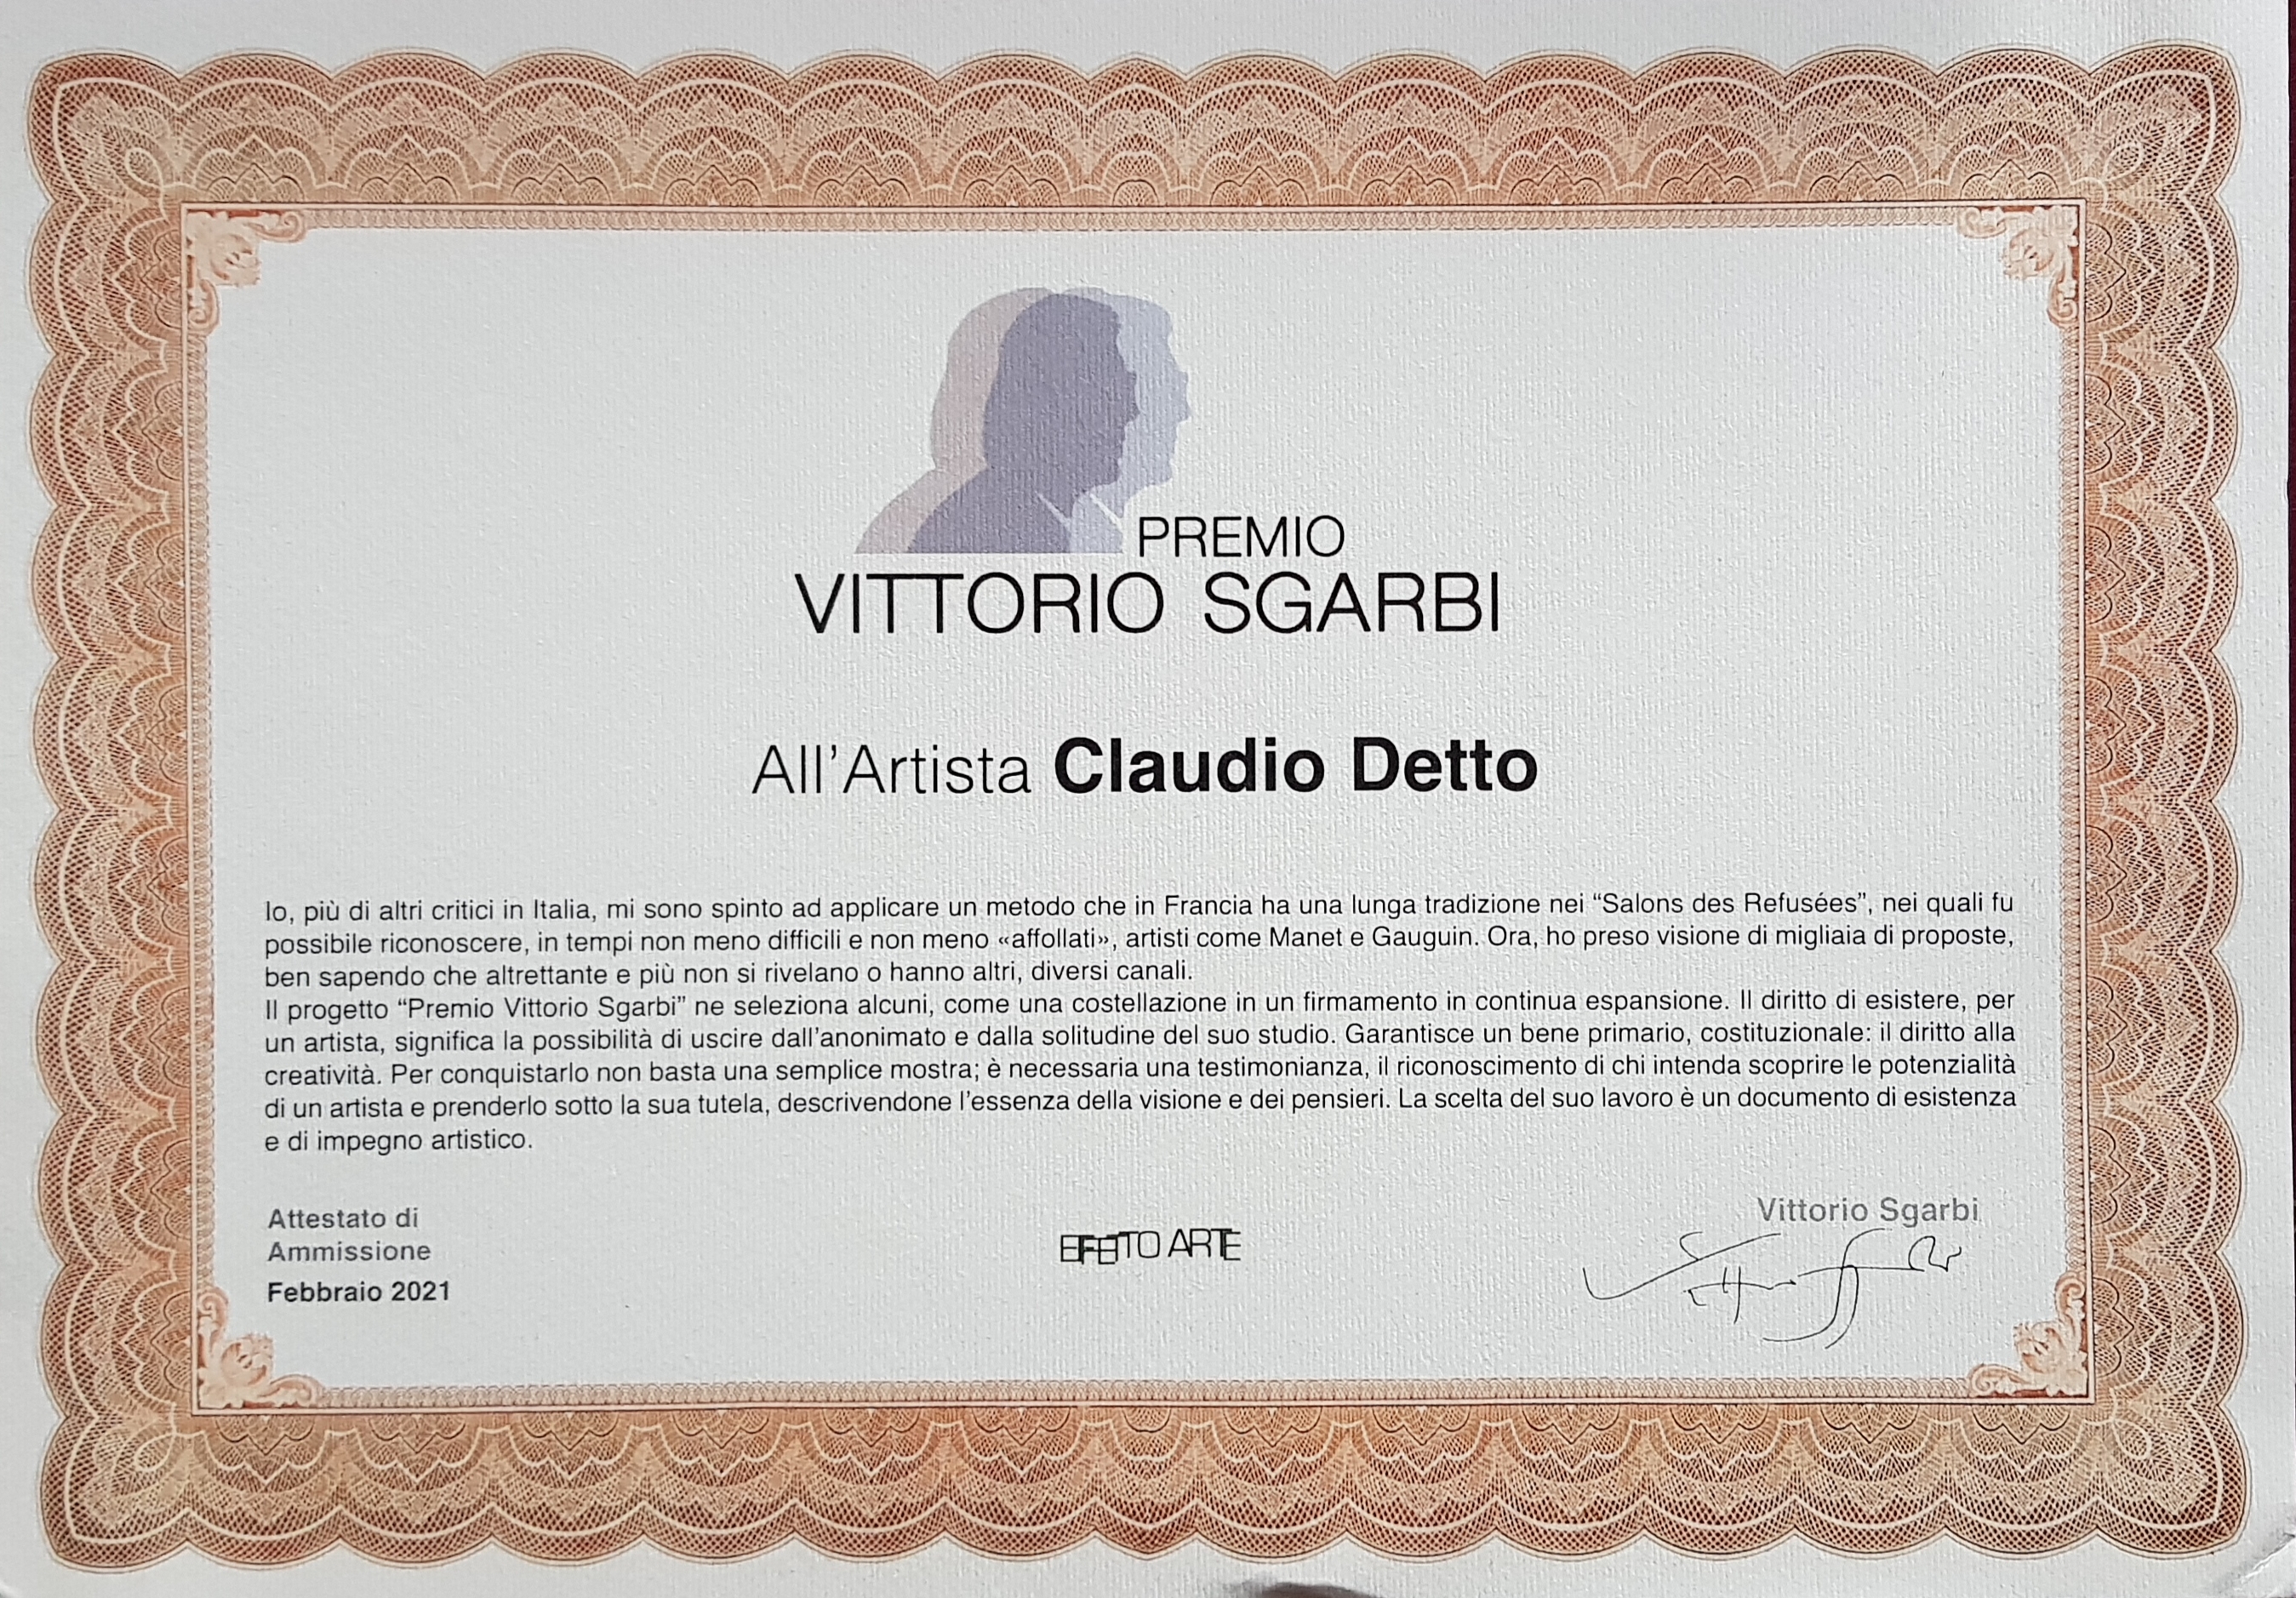 PREMIO
VITTORIO SGARBI
All'Artista Claudio Detto
Io, più di altri critici in Italia, mi sono spinto ad applicare un metodo che in Francia ha una lunga tradizione nei “Salons des Refusées”, nei quali fu
possibile riconoscere, in tempi non meno difficili e non meno «affollati», artisti come Manet e Gauguin. Ora, ho preso visione di migliaia di proposte,
ben sapendo che altrettante e più non si rivelano o hanno altri, diversi canali.
Il progetto “Premio Vittorio Sgarbi” ne seleziona alcuni, come una costellazione in un firmamento in continua espansione. Il diritto di esistere, per
un artista, significa la possibilità di uscire dall'anonimato e dalla solitudine del suo studio. Garantisce un bene primario, costituzionale: il diritto alla
creatività. Per conquistarlo non basta una semplice mostra; è necessaria una testimonianza, il riconoscimento di chi intenda scoprire le potenzialità
di un artista e prenderlo sotto la sua tutela, descrivendone l'essenza della visione e dei pensieri. La scelta del suo lavoro è un documento di esistenza
e di impegno artistico.
Attestato di
Ammissione
Febbraio 2021
EFFETTO ARTE
Vittorio Sgarbi